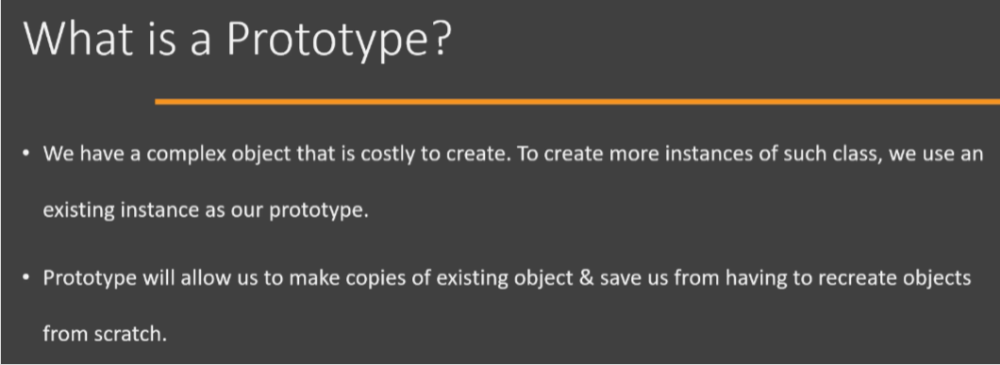 What is a Prototype?
• We have a complex object that is costly to create. To create more instances of such class, we use an
existing instance as our prototype.
• Prototype will allow us to make copies of existing object & save us from having to recreate objects
from scratch.